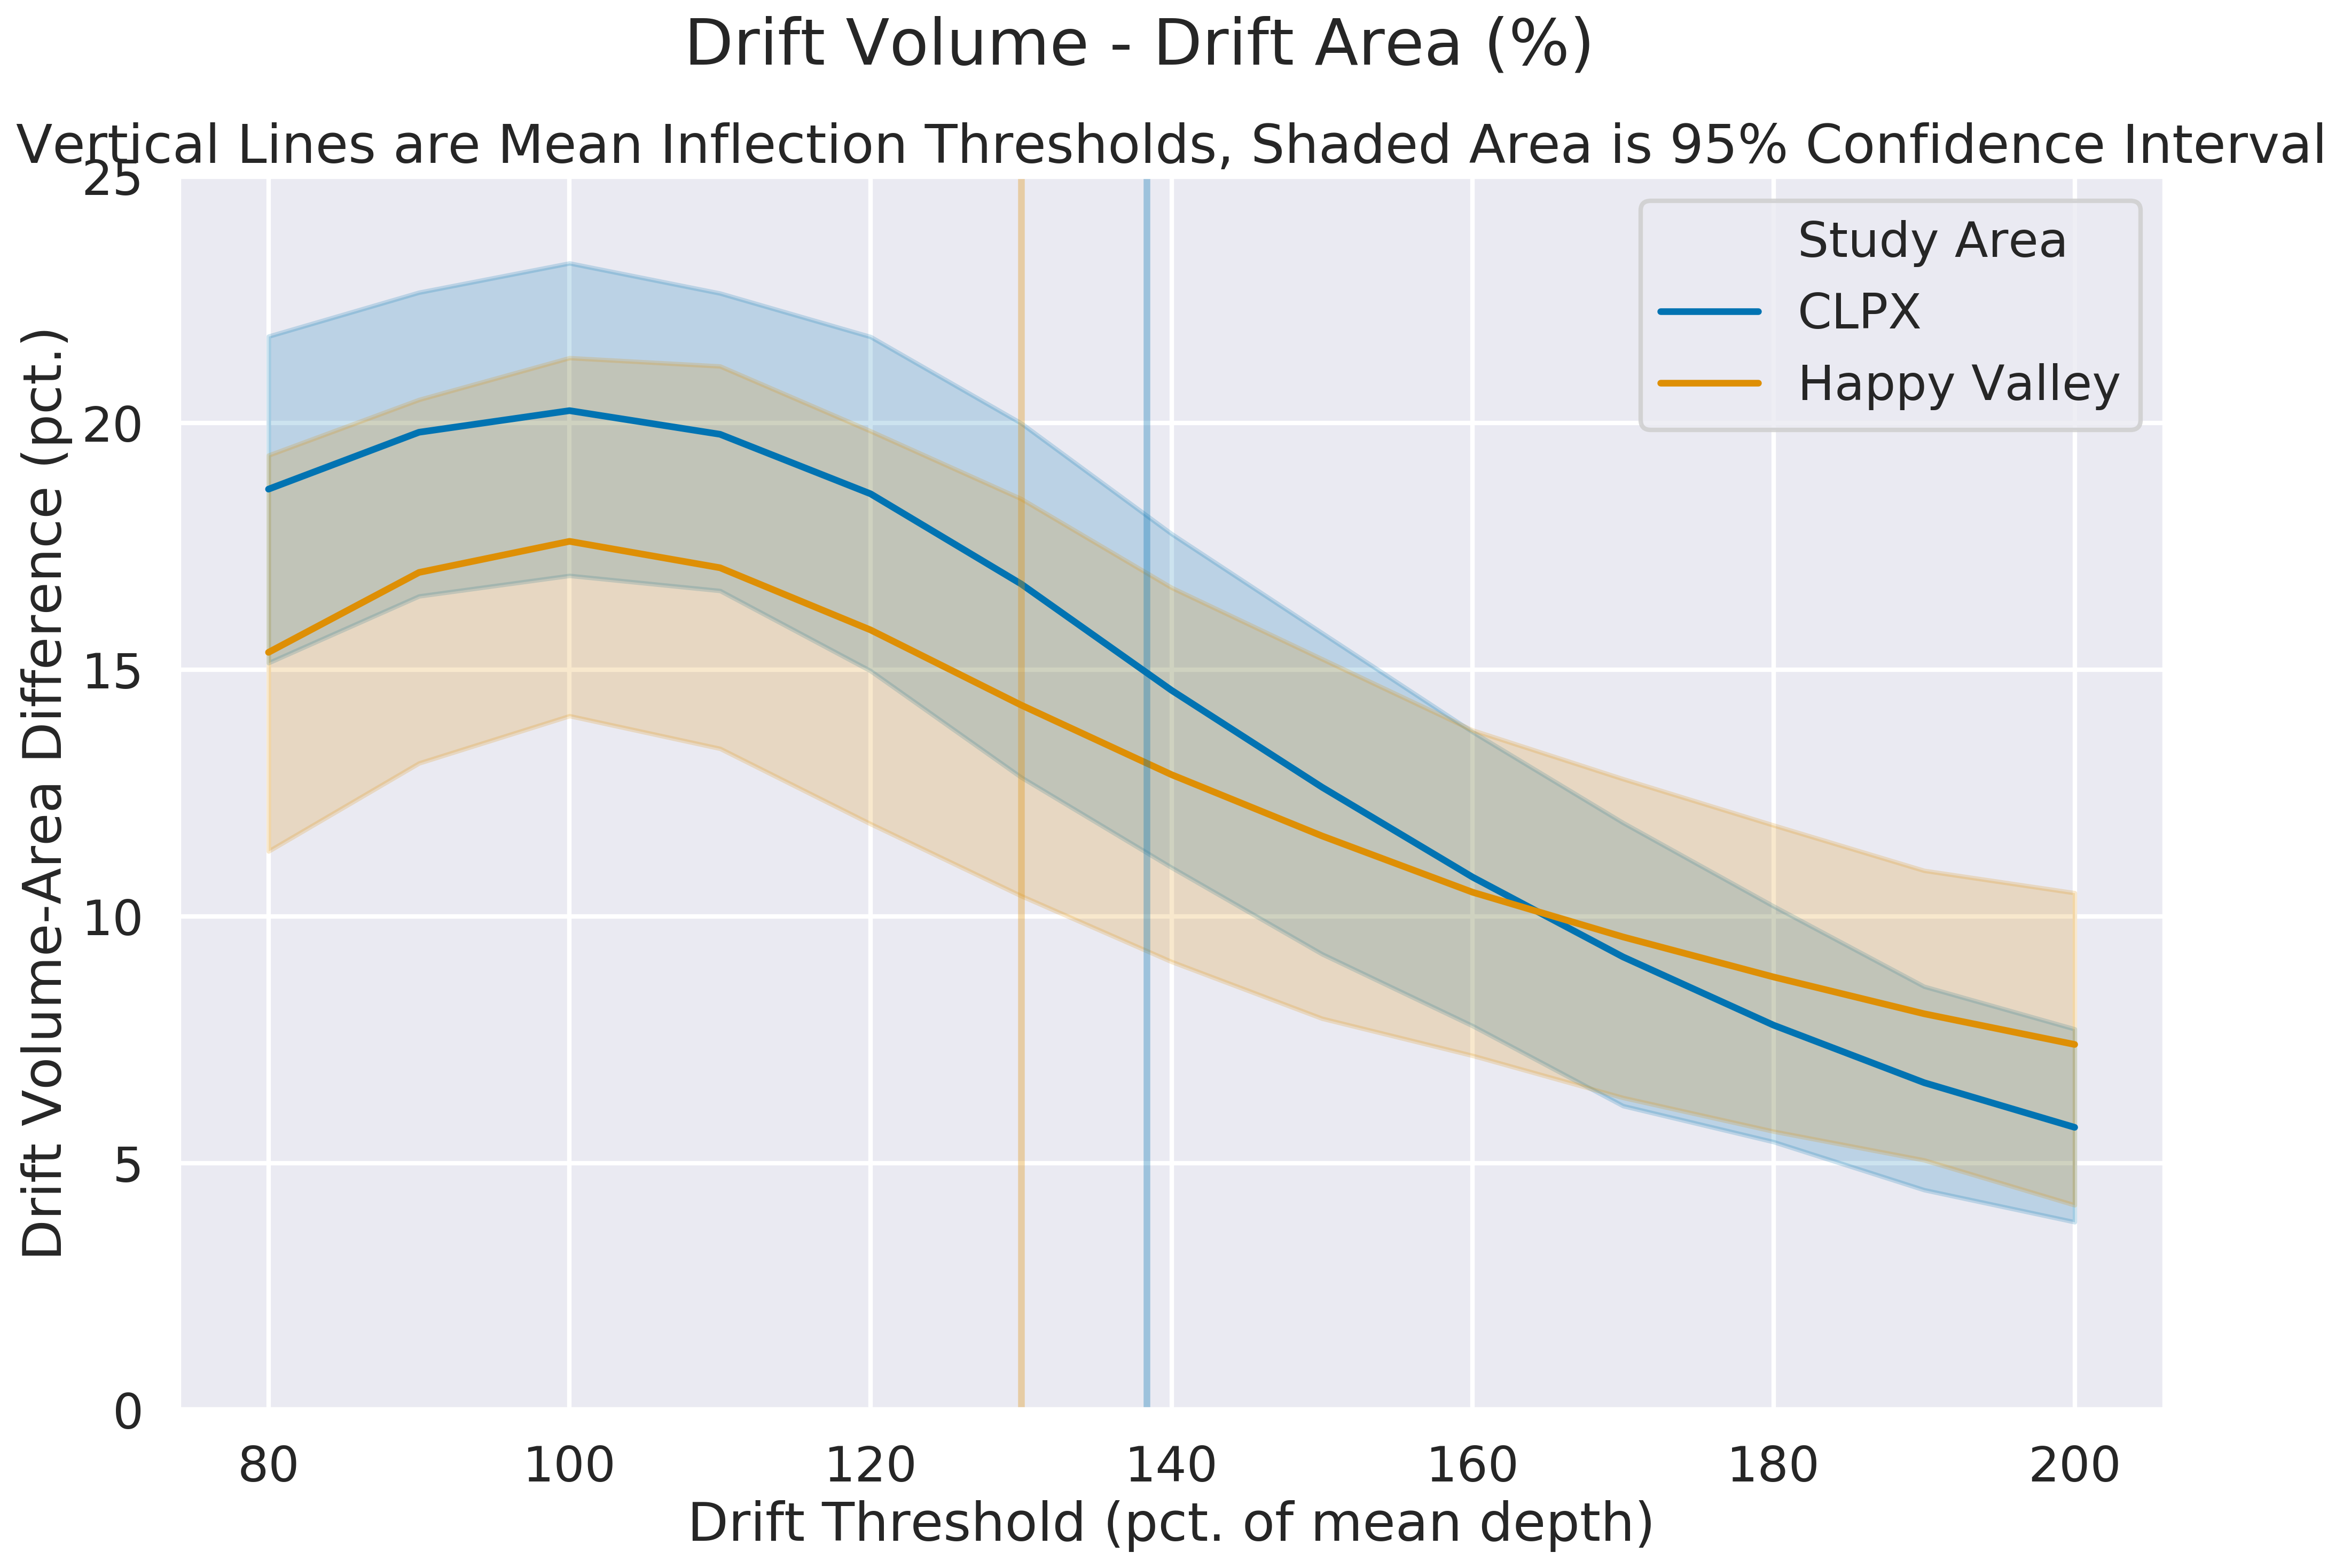 Drift Volume - Drift Area (%)
Vertical Lines are Mean Inflection Thresholds, Shaded Area is 95% Confidence Interval
Study Area
CLPX
Happy Valley
Drift Volume-Area Difference (pct.)
25
20
15
10
5
0
80 100 120 140 160 180 200
Drift Threshold (pct. of mean depth)